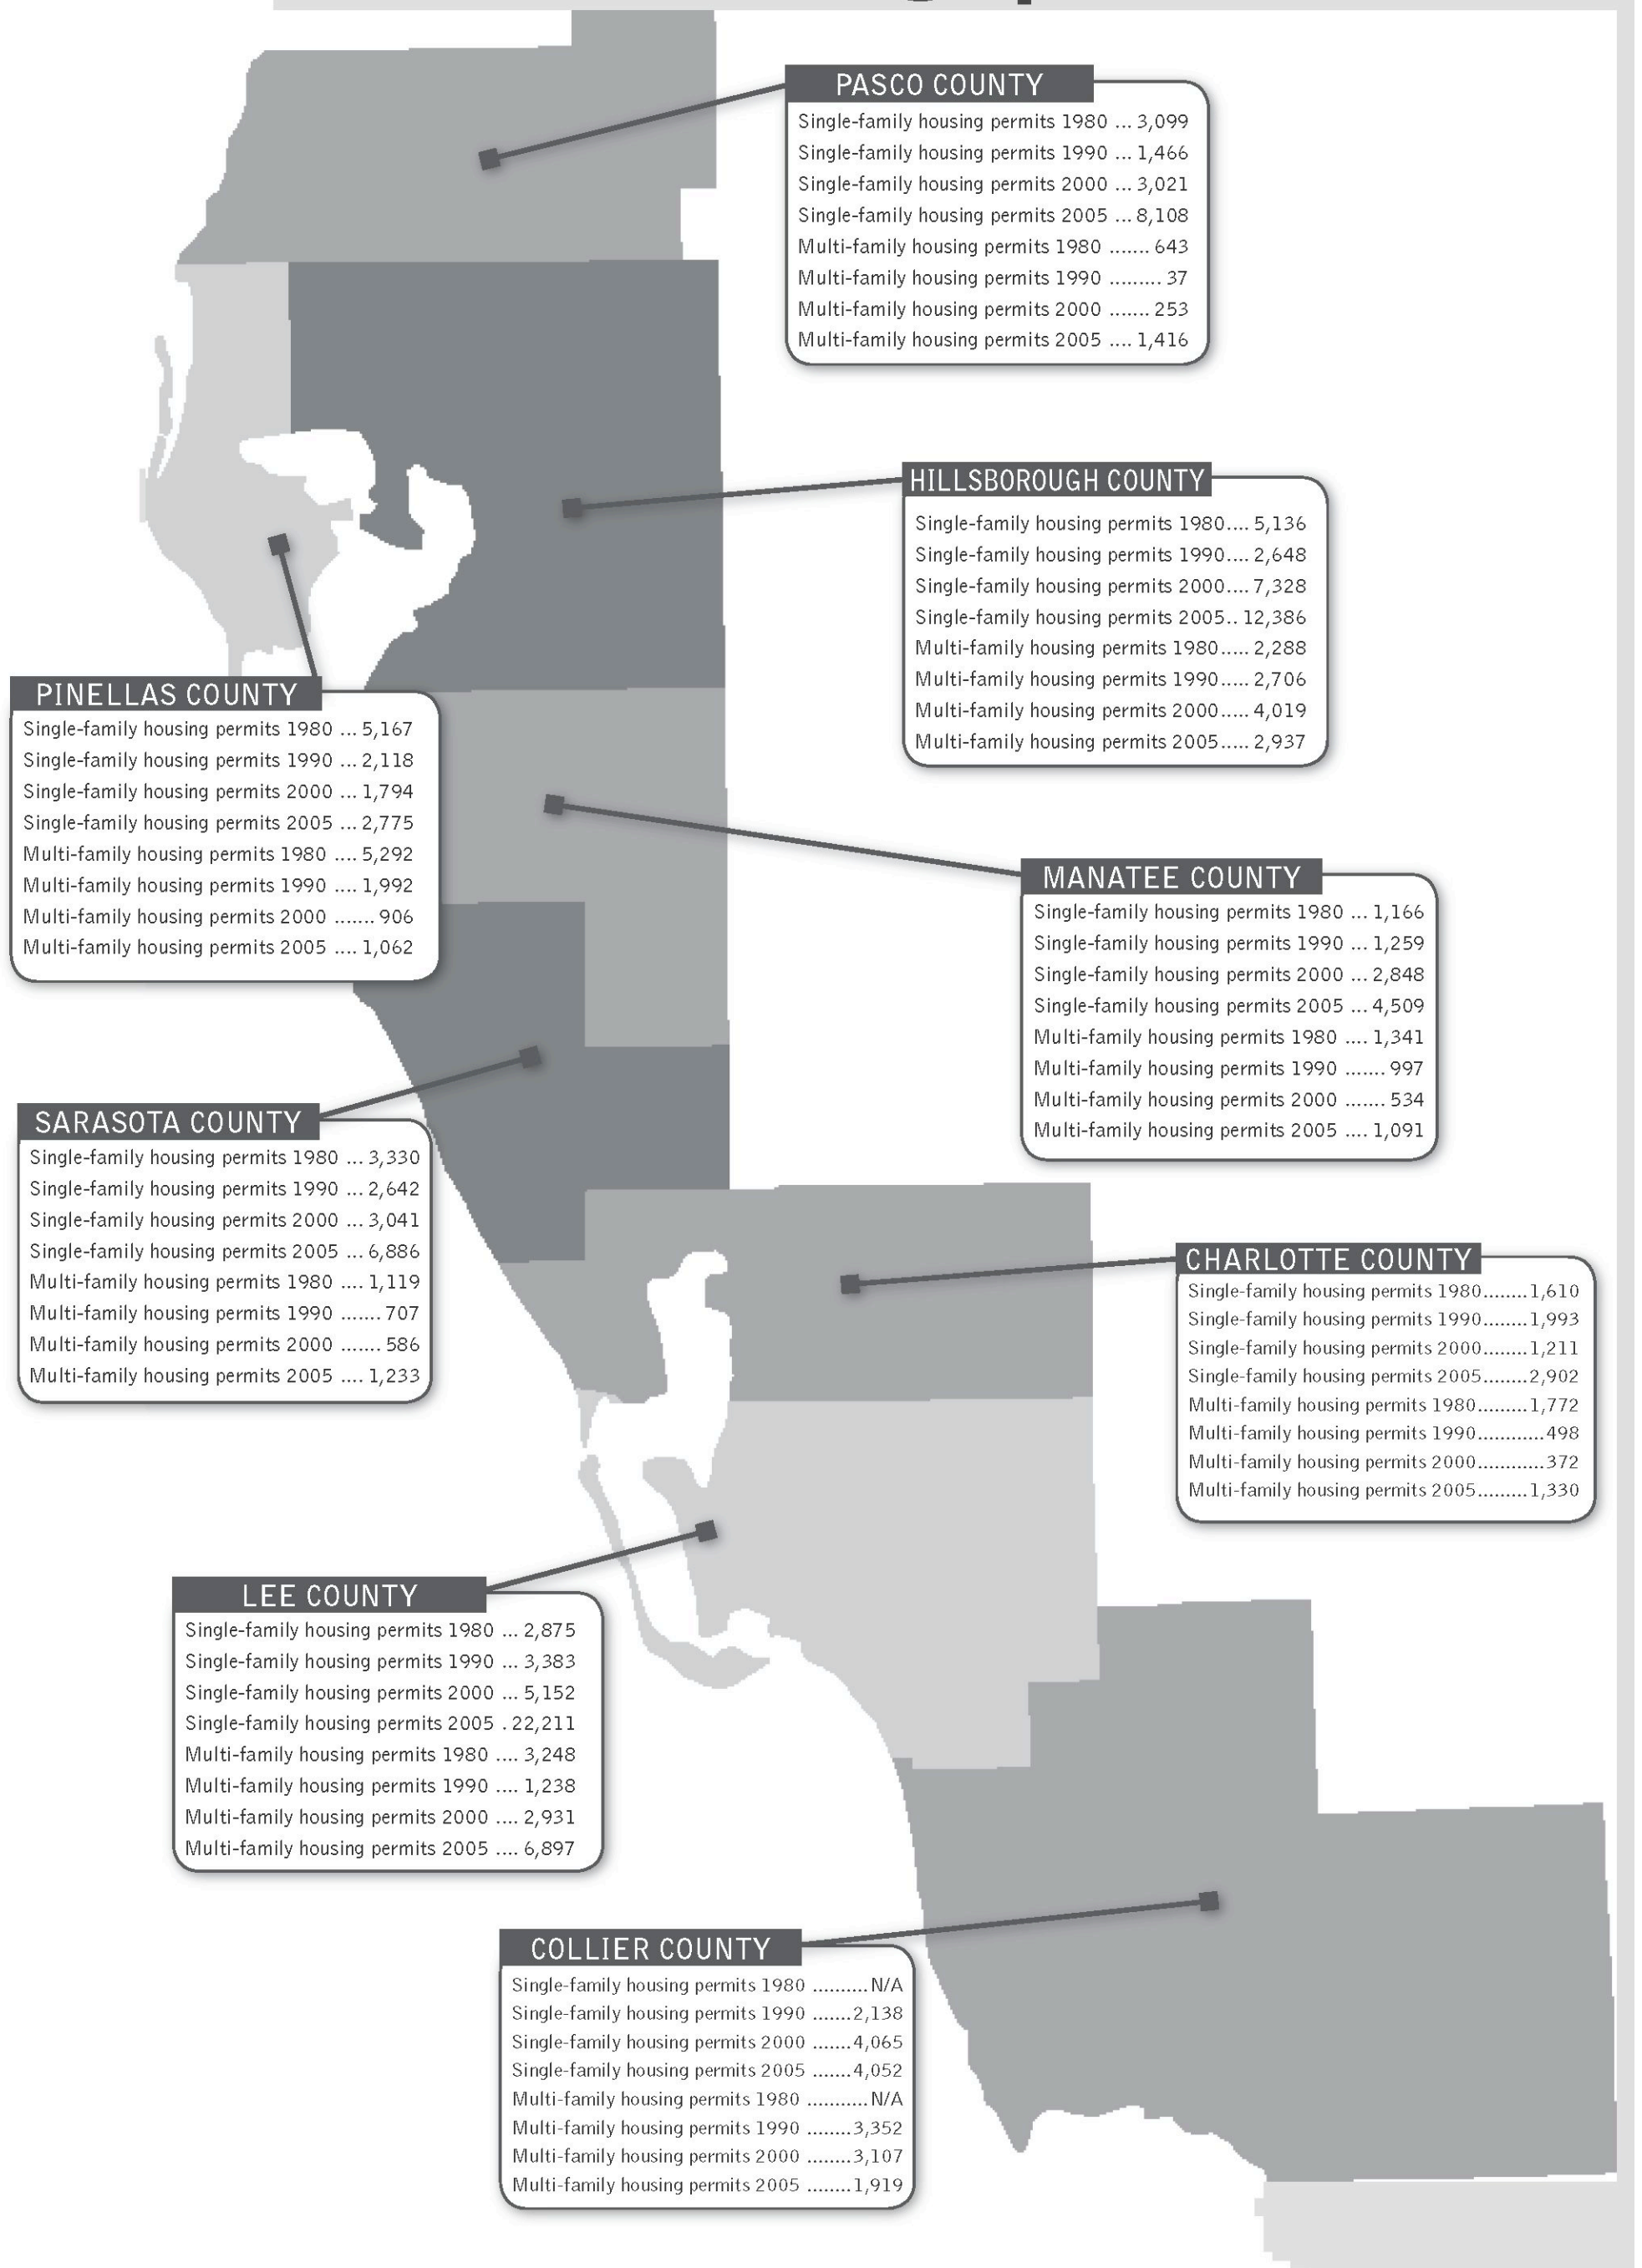 PASCO COUNTY
Single-family housing permits 1980 ... 3,099
Single-family housing permits 1990 ... 1,466
Single-family housing permits 2000 ... 3,021
Single-family housing permits 2005 ... 8,108
Multi-family housing permits 1980 ....... 643
Multi-family housing permits 1990 ......... 37
Multi-family housing permits 2000 ....... 253
Multi-family housing permits 2005 .... 1,416
HILLSBOROUGH COUNTY
Single-family housing permits 1980.... 5,136
Single-family housing permits 1990.... 2,648
Single-family housing permits 2000.... 7,328
Single-family housing permits 2005.. 12,386
Multi-family housing permits 1980..... 2,288
Multi-family housing permits 1990..... 2,706
Multi-family housing permits 2000..... 4,019
Multi-family housing permits 2005..... 2,937
PINELLAS COUNTY
Single-family housing permits 1980 ... 5,167
Single-family housing permits 1990 ... 2,118
Single-family housing permits 2000 ... 1,794
Single-family housing permits 2005 ... 2,775
Multi-family housing permits 1980 .... 5,292
Multi-family housing permits 1990 .... 1,992
Multi-family housing permits 2000 ....... 906
Multi-family housing permits 2005 .... 1,062
MANATEE COUNTY
Single-family housing permits 1980 ... 1,166
Single-family housing permits 1990 ... 1,259
Single-family housing permits 2000 ... 2,848
Single-family housing permits 2005 ... 4,509
Multi-family housing permits 1980 .... 1,341
Multi-family housing permits 1990 ....... 997
Multi-family housing permits 2000 ....... 534
Multi-family housing permits 2005 .... 1,091
SARASOTA COUNTY
Single-family housing permits 1980 ... 3,330
Single-family housing permits 1990 ... 2,642
Single-family housing permits 2000 ... 3,041
Single-family housing permits 2005 ... 6,886
Multi-family housing permits 1980 .... 1,119
Multi-family housing permits 1990 ....... 707
Multi-family housing permits 2000 ....... 586
Multi-family housing permits 2005 .... 1,233
CHARLOTTE COUNTY
Single-family housing permits 1980........1,610
Single-family housing permits 1990........1,993
Single-family housing permits 2000........1,211
Single-family housing permits 2005........2,902
Multi-family housing permits 1980.........1,772
Multi-family housing permits 1990............498
Multi-family housing permits 2000............372
Multi-family housing permits 2005.........1,330
LEE COUNTY
Single-family housing permits 1980 ... 2,875
Single-family housing permits 1990 ... 3,383
Single-family housing permits 2000 ... 5,152
Single-family housing permits 2005 . 22,211
Multi-family housing permits 1980 .... 3,248
Multi-family housing permits 1990 .... 1,238
Multi-family housing permits 2000 .... 2,931
Multi-family housing permits 2005 .... 6,897
COLLIER COUNTY
Single-family housing permits 1980 ..........N/A
Single-family housing permits 1990 .......2,138
Single-family housing permits 2000 .......4,065
Single-family housing permits 2005 .......4,052
Multi-family housing permits 1980 ...........N/A
Multi-family housing permits 1990 ........3,352
Multi-family housing permits 2000 ........3,107
Multi-family housing permits 2005 ........1,919